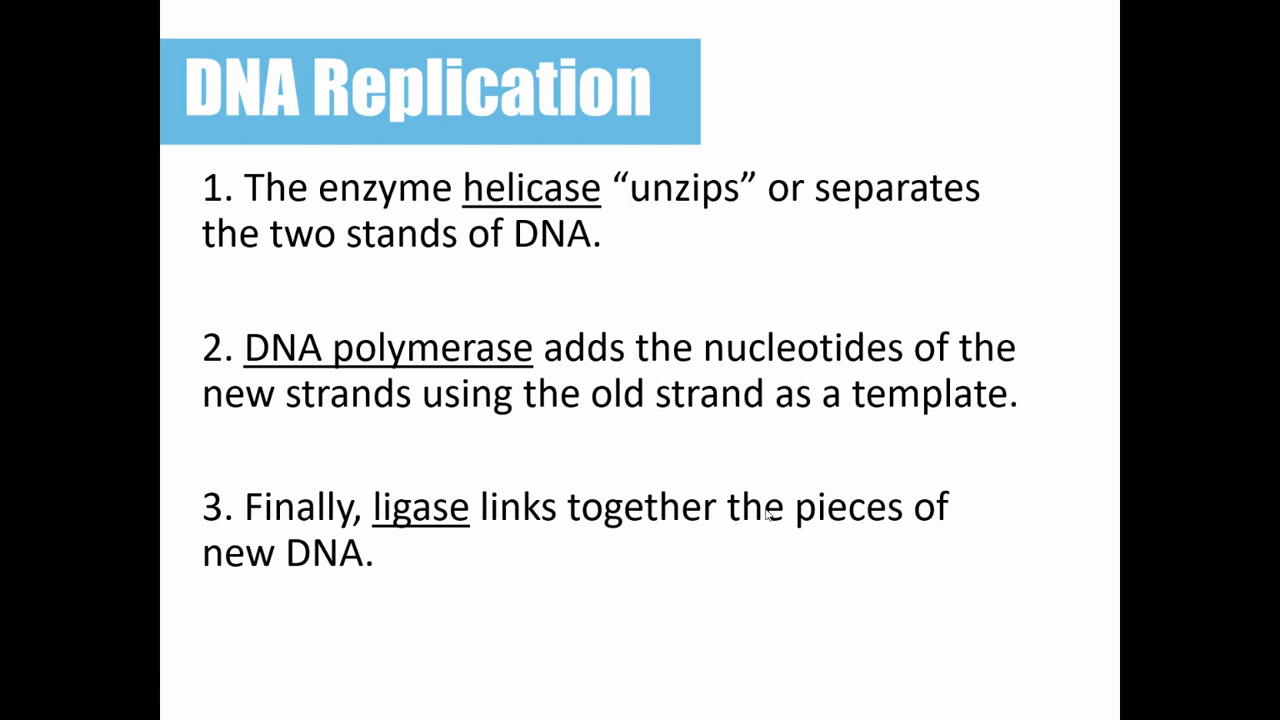 DNA Replication
1. The enzyme helicase “unzips” or separates
the two stands of DNA.
2. DNA polymerase adds the nucleotides of the
new strands using the old strand as a template.
3. Finally, ligase links together the pieces of
new DNA.